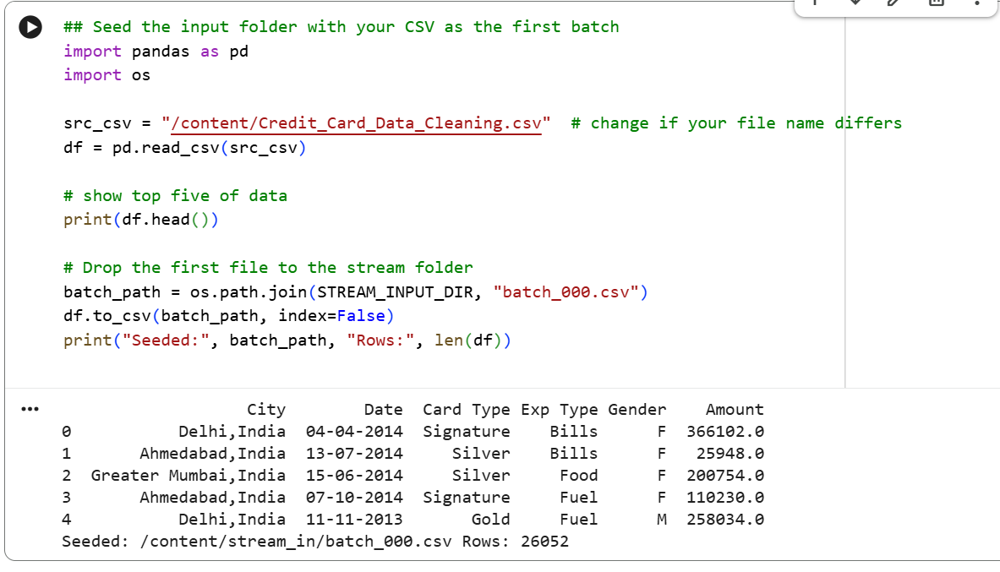 ## Seed the input folder with your CSV as the first batch
import pandas as pd
import os
src_csv = "/content/Credit_Card_Data_Cleaning.csv"  # change if your file name differs
df = pd.read_csv(src_csv)
# show top five of data
print(df.head())
# Drop the first file to the stream folder
batch_path = os.path.join(STREAM_INPUT_DIR, "batch_000.csv")
df.to_csv(batch_path, index=False)
print("Seeded:", batch_path, "Rows:", len(df))
City Date Card Type Exp Type Gender Amount
0 Delhi,India 04-04-2014 Signature Bills F 366102.0
1 Ahmedabad,India 13-07-2014 Silver Bills F 25948.0
2 Greater Mumbai,India 15-06-2014 Silver Food F 200754.0
3 Ahmedabad,India 07-10-2014 Signature Fuel F 110230.0
4 Delhi,India 11-11-2013 Gold Fuel M 258034.0
Seeded: /content/stream_in/batch_000.csv Rows: 26052